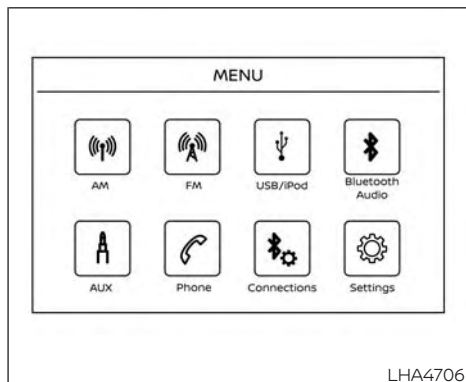 MENU
AM
FM
USB/iPod
Bluetooth
Audio
AUX
Phone
Connections
Settings
LHA4706